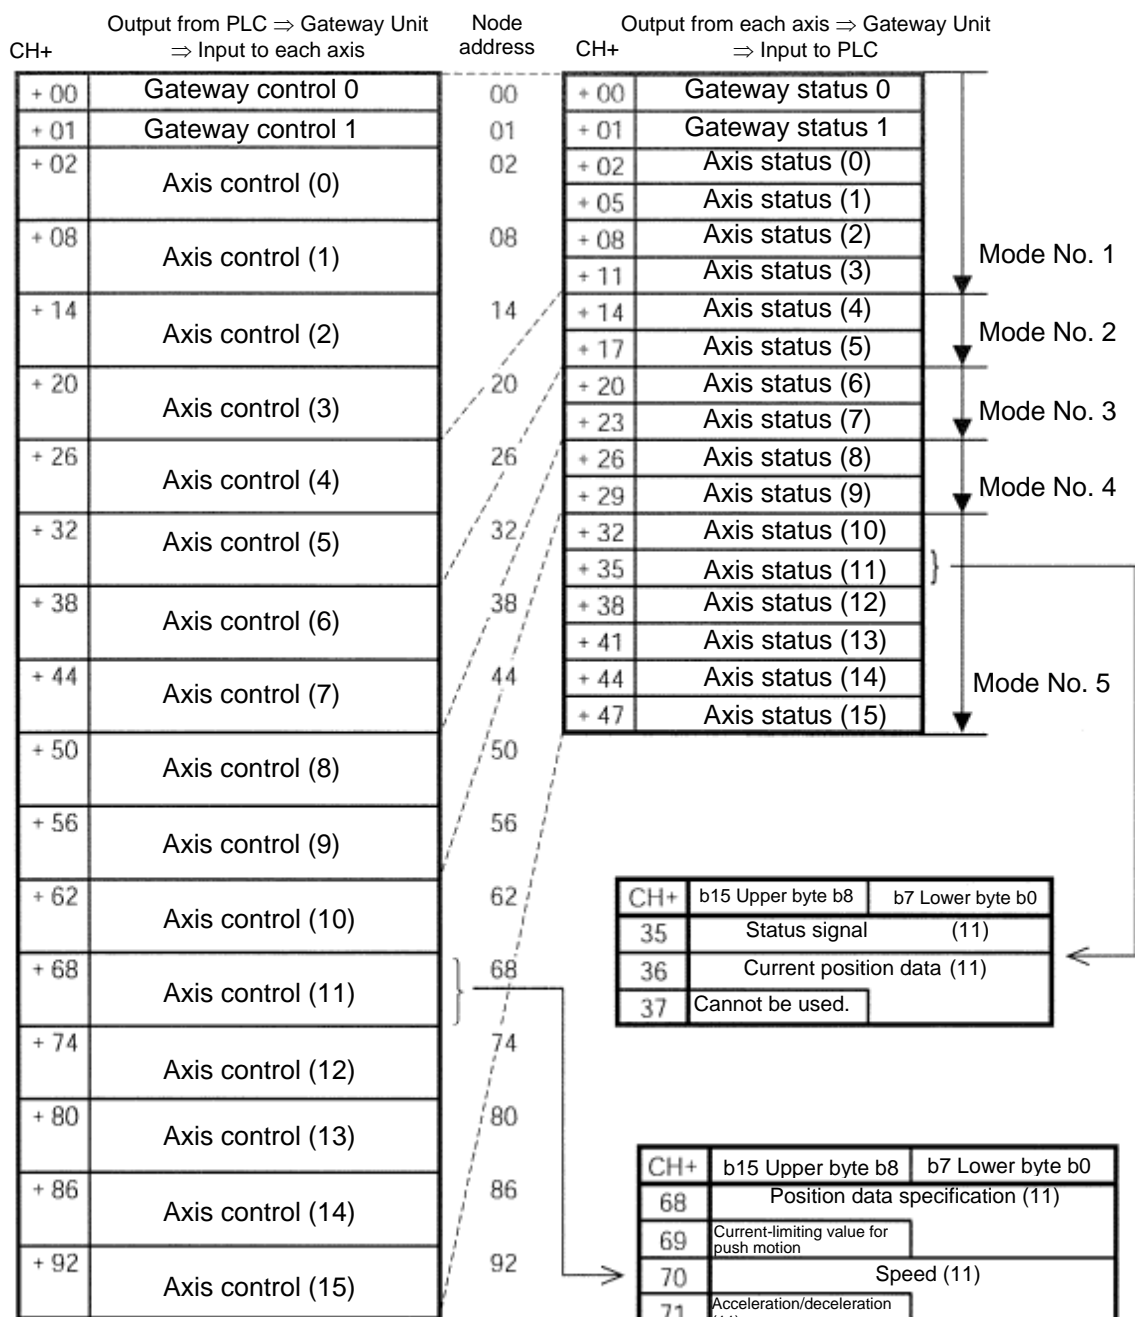 Output from PLC ⇒ Gateway Unit
CH+ ⇒ Input to each axis
Node
address
Output from each axis ⇒ Gateway Unit
CH+ ⇒ Input to PLC
+ 00 Gateway control 0 00 + 00 Gateway status 0
+ 01 Gateway control 1 01 + 01 Gateway status 1
+ 02 Axis control (0) 02 + 02 Axis status (0)
+ 05 Axis status (1)
+ 08 Axis control (1) 08 + 08 Axis status (2)
+ 11 Axis status (3)
Mode No. 1
+ 14 Axis control (2) 14 + 14 Axis status (4)
+ 17 Axis status (5)
Mode No. 2
+ 20 Axis control (3) 20 + 20 Axis status (6)
+ 23 Axis status (7)
Mode No. 3
+ 26 Axis control (4) 26 + 26 Axis status (8)
+ 29 Axis status (9)
Mode No. 4
+ 32 Axis control (5) 32 + 32 Axis status (10)
+ 35 Axis status (11)
+ 38 Axis control (6) 38 + 38 Axis status (12)
+ 41 Axis status (13)
+ 44 Axis control (7) 44 + 44 Axis status (14)
+ 47 Axis status (15)
Mode No. 5
+ 50 Axis control (8) 50
+ 56 Axis control (9) 56
+ 62 Axis control (10) 62
+ 68 Axis control (11) 68
+ 74 Axis control (12) 74
+ 80 Axis control (13) 80
+ 86 Axis control (14) 86
+ 92 Axis control (15) 92
CH+ b15 Upper byte b8 b7 Lower byte b0
35 Status signal (11)
36 Current position data (11)
37 Cannot be used.
CH+ b15 Upper byte b8 b7 Lower byte b0
68 Position data specification (11)
69 Current-limiting value for
push motion
70 Speed (11)
71 Acceleration/deceleration